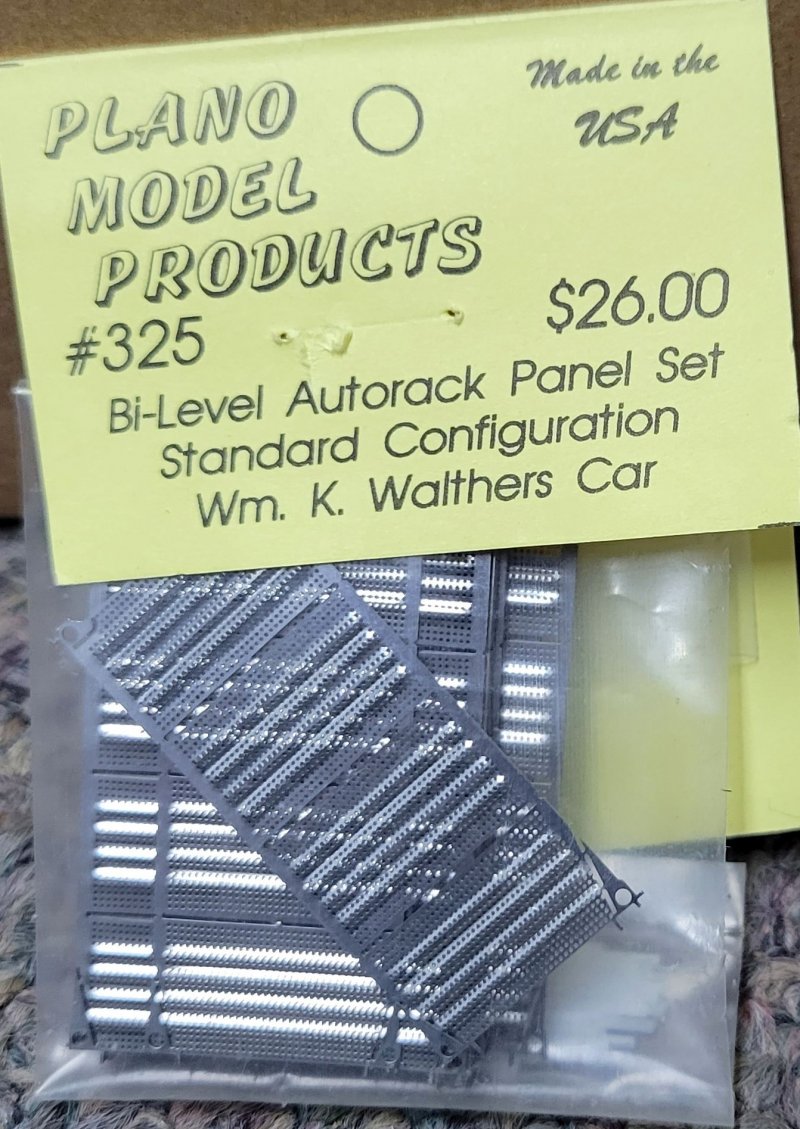 PLANO
MODEL
PRODUCTS
Made in the
USA
#325
$26.00
Bi-Level Autorack Panel Set
Standard Configuration
Wm. K. Walthers Car